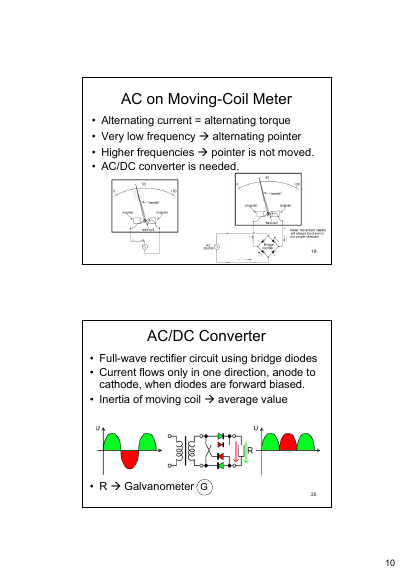 AC on Moving-Coil Meter
• Alternating current = alternating torque
• Very low frequency → alternating pointer
• Higher frequencies → pointer is not moved.
• AC/DC converter is needed.
50
0
100
"needle"
magnet
magnet
wire coil
50
0
100
"needle"
magnet
magnet
wire coil
Meter movement needle
will always be driven in
the proper direction.
AC
source
Bridge
rectifier
19
AC/DC Converter
• Full-wave rectifier circuit using bridge diodes
• Current flows only in one direction, anode to
cathode, when diodes are forward biased.
• Inertia of moving coil → average value
U
R
U
• R → Galvanometer G
20
10